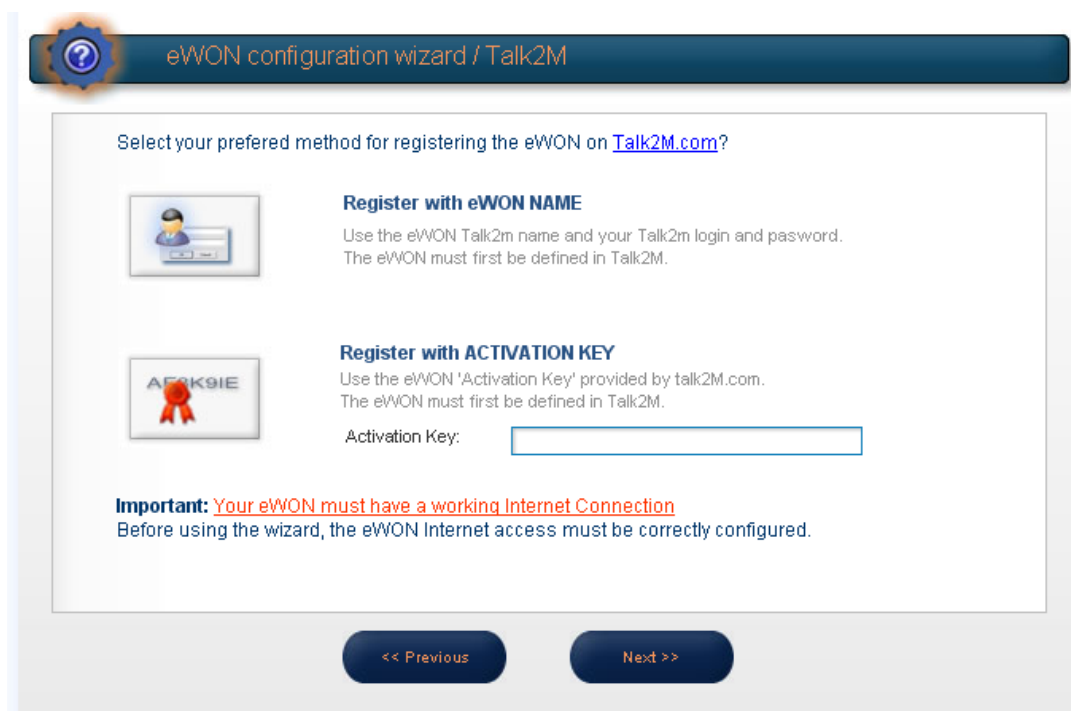 eWON configuration wizard / Talk2M
Select your prefered method for registering the eWON on Talk2M.com?
Register with eWON NAME
Use the eWON Talk2m name and your Talk2m login and pasword.
The eWON must first be defined in Talk2M.
Register with ACTIVATION KEY
Use the eWON 'Activation Key' provided by talk2M.com.
The eWON must first be defined in Talk2M.
Activation Key:
Important: Your eWON must have a working Internet Connection
Before using the wizard, the eWON Internet access must be correctly configured.
<< Previous
Next >>